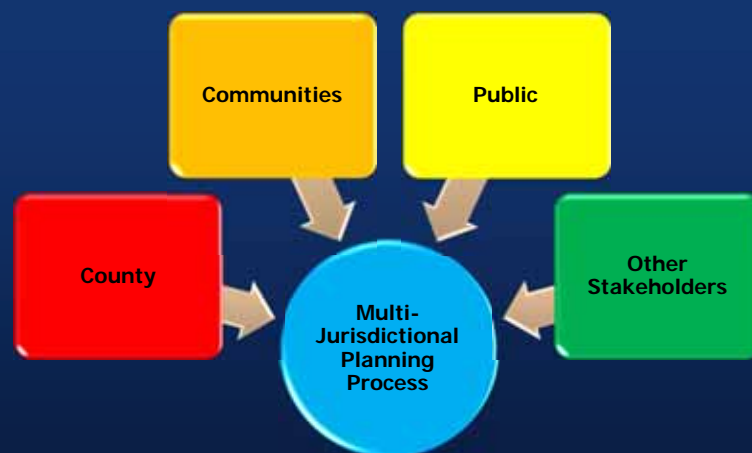 Communities
Public
County
Other
Stakeholders
Multi-
Jurisdictional
Planning
Process